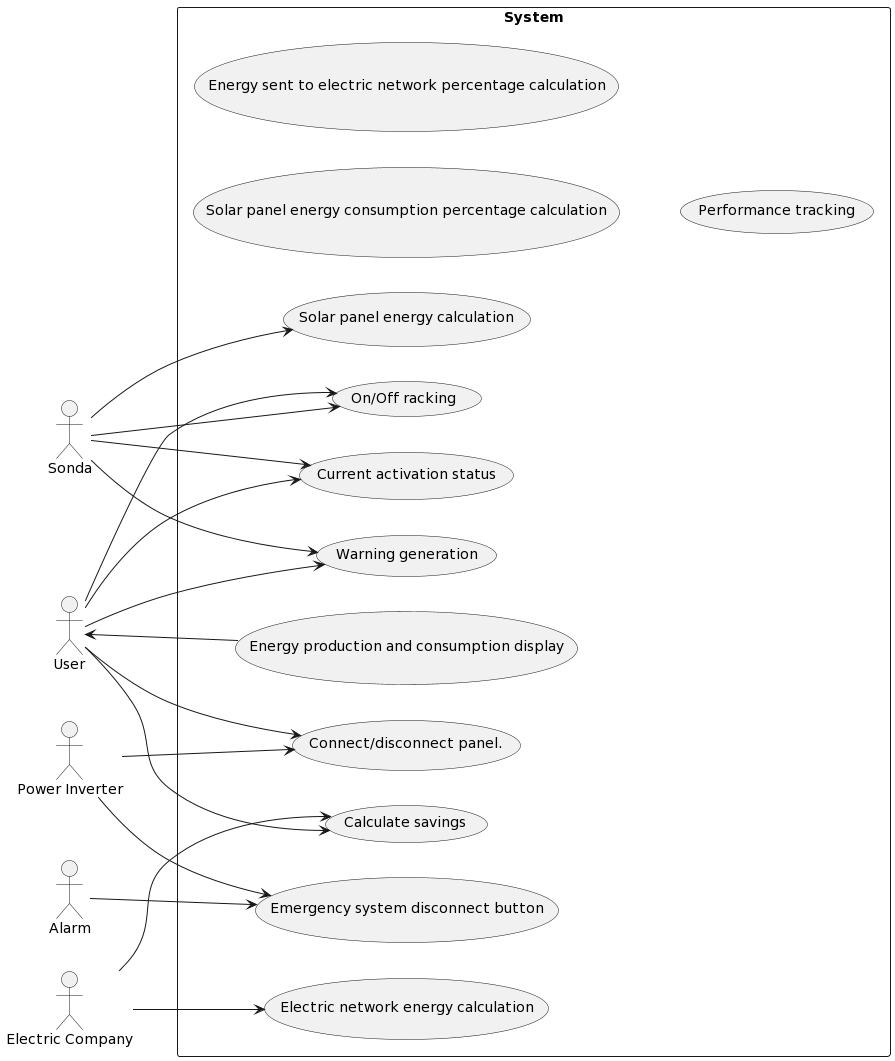 System
Energy sent to electric network percentage calculation
Solar panel energy consumption percentage calculation
Performance tracking
Solar panel energy calculation
On/Off racking
Sonda
Current activation status
Warning generation
Energy production and consumption display
User
Connect/disconnect panel.
Power Inverter
Calculate savings
Emergency system disconnect button
Alarm
Electric network energy calculation
Electric Company